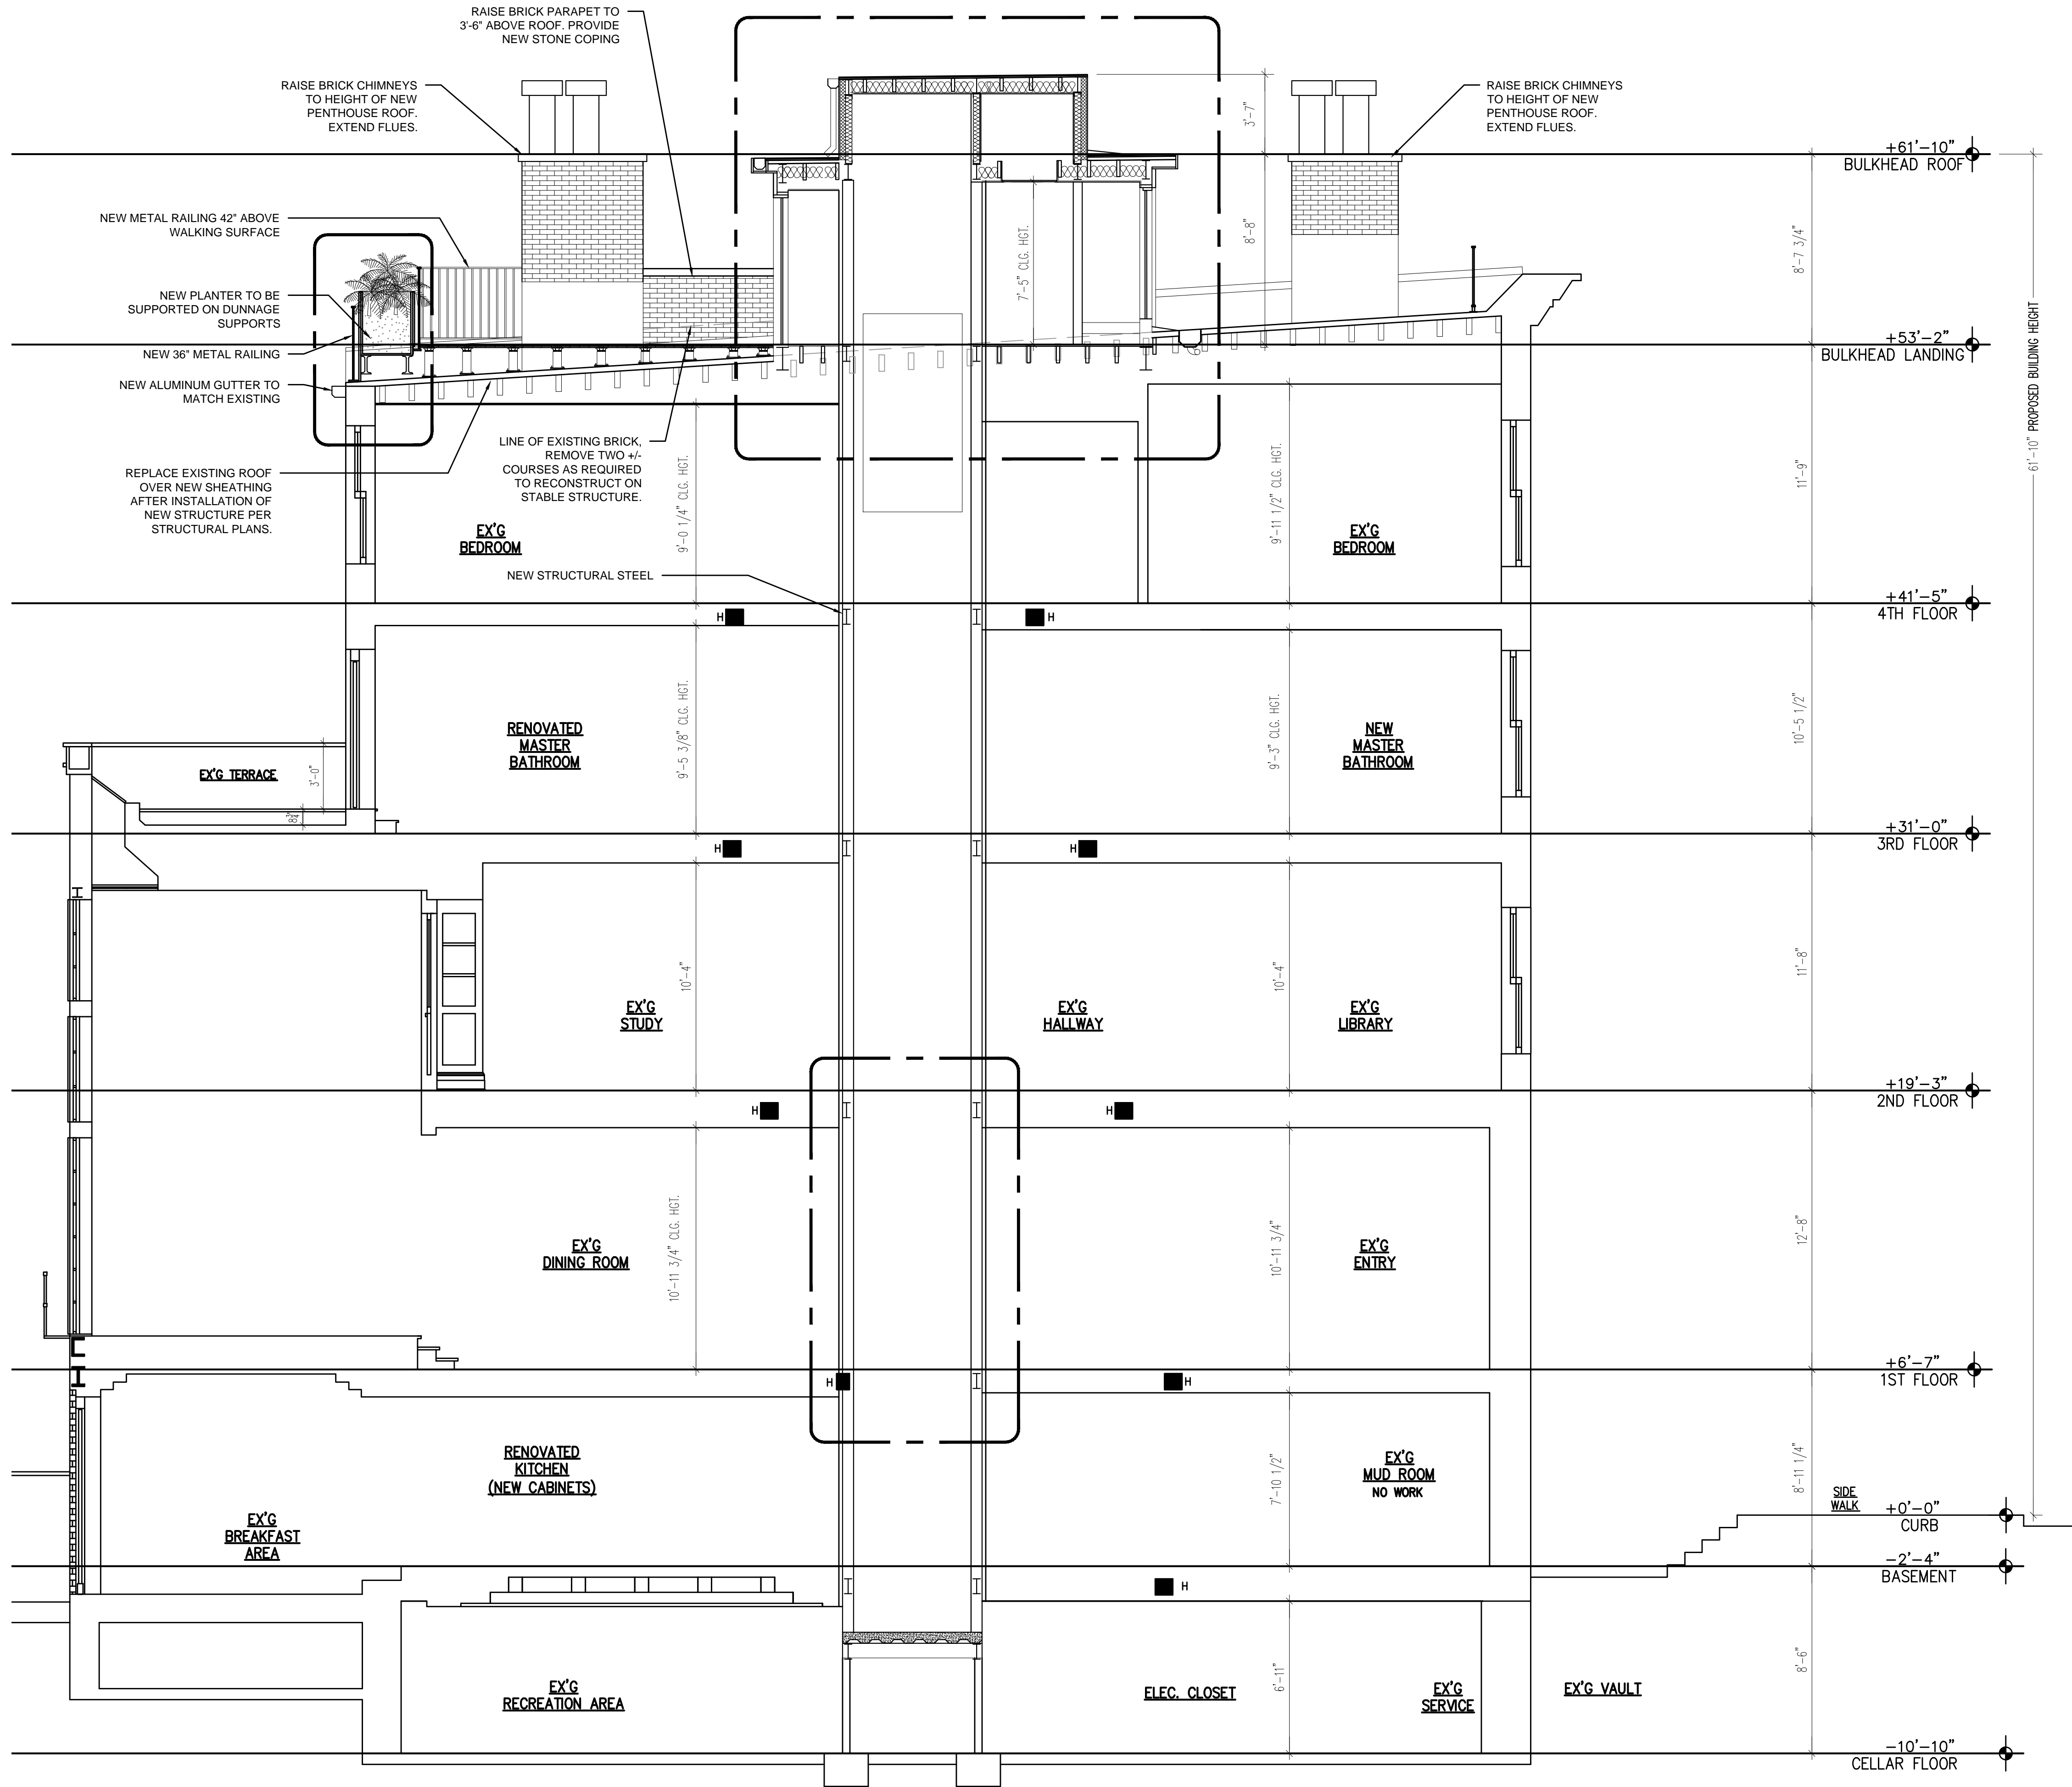 RAISE BRICK PARAPET TO
3'-6" ABOVE ROOF. PROVIDE
NEW STONE COPING
RAISE BRICK CHIMNEYS
TO HEIGHT OF NEW
PENTHOUSE ROOF.
EXTEND FLUES.
RAISE BRICK CHIMNEYS
TO HEIGHT OF NEW
PENTHOUSE ROOF.
EXTEND FLUES.
3'-7"
+61'-10"
BULKHEAD ROOF
NEW METAL RAILING 42" ABOVE
WALKING SURFACE
7'-5" CLG. HGT.
8'-8"
8'-7 3/4"
NEW PLANTER TO BE
SUPPORTED ON DUNNAGE
SUPPORTS
NEW 36" METAL RAILING
+53'-2"
BULKHEAD LANDING
61'-10" PROPOSED BUILDING HEIGHT
NEW ALUMINUM GUTTER TO
MATCH EXISTING
LINE OF EXISTING BRICK,
REMOVE TWO +/-
COURSES AS REQUIRED
TO RECONSTRUCT ON
STABLE STRUCTURE.
REPLACE EXISTING ROOF
OVER NEW SHEATHING
AFTER INSTALLATION OF
NEW STRUCTURE PER
STRUCTURAL PLANS.
EX'G
BEDROOM
9'-0 1/4" CLG. HGT.
9'-11 1/2" CLG. HGT.
EX'G
BEDROOM
11'-9"
NEW STRUCTURAL STEEL
+41'-5"
4TH FLOOR
H
H
RENOVATED
MASTER
BATHROOM
9'-5 3/8" CLG. HGT.
9'-3" CLG. HGT.
NEW
MASTER
BATHROOM
10'-5 1/2"
EX'G TERRACE
3'-0"
8 3/4"
+31'-0"
3RD FLOOR
H
H
EX'G
STUDY
10'-4"
EX'G
HALLWAY
10'-4"
EX'G
LIBRARY
11'-8"
+19'-3"
2ND FLOOR
H
H
EX'G
DINING ROOM
10'-11 3/4" CLG. HGT.
10'-11 3/4"
EX'G
ENTRY
12'-8"
+6'-7"
1ST FLOOR
H
H
RENOVATED
KITCHEN
(NEW CABINETS)
7'-10 1/2"
EX'G
MUD ROOM
NO WORK
8'-11 1/4"
SIDE
WALK
+0'-0"
CURB
EX'G
BREAKFAST
AREA
-2'-4"
BASEMENT
H
EX'G
RECREATION AREA
ELEC. CLOSET
6'-11"
EX'G
SERVICE
EX'G VAULT
8'-6"
-10'-10"
CELLAR FLOOR